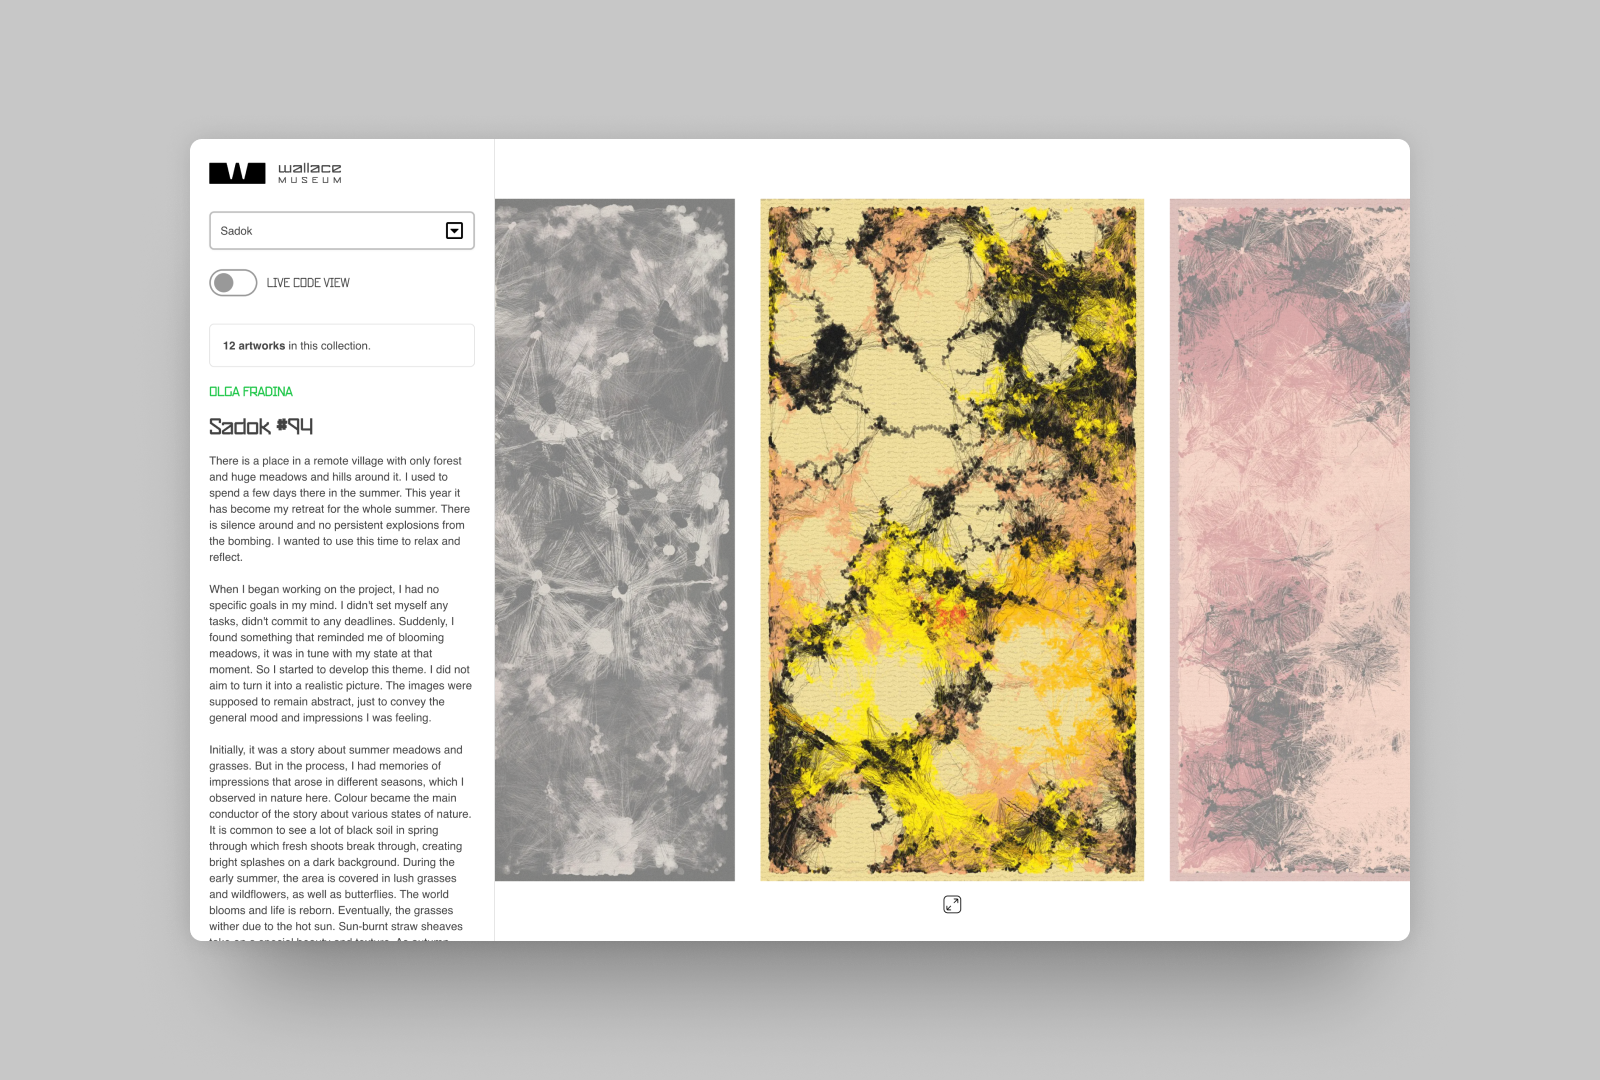 W
wallace
MUSEUM
Sadok
LIVE CODE VIEW
12 artworks in this collection.
OLGA FRADINA
Sadok #94
There is a place in a remote village with only forest
and huge meadows and hills around it. I used to
spend a few days there in the summer. This year it
has become my retreat for the whole summer. There
is silence around and no persistent explosions from
the bombing. I wanted to use this time to relax and
reflect.
When I began working on the project, I had no
specific goals in my mind. I didn't set myself any
tasks, didn't commit to any deadlines. Suddenly, I
found something that reminded me of blooming
meadows, it was in tune with my state at that
moment. So I started to develop this theme. I did not
aim to turn it into a realistic picture. The images were
supposed to remain abstract, just to convey the
general mood and impressions I was feeling.
Initially, it was a story about summer meadows and
grasses. But in the process, I had memories of
impressions that arose in different seasons, which I
observed in nature here. Colour became the main
conductor of the story about various states of nature.
It is common to see a lot of black soil in spring
through which fresh shoots break through, creating
bright splashes on a dark background. During the
early summer, the area is covered in lush grasses
and wildflowers, as well as butterflies. The world
blooms and life is reborn. Eventually, the grasses
wither due to the hot sun. Sun-burnt straw sheaves
take on a special beauty and texture. As autumn